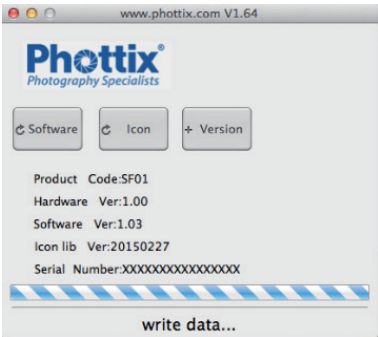 www.phottix.com V1.64
Phottix®
Photography Specialists
Software Icon + Version
Product Code:SF01
Hardware Ver:1.00
Software Ver:1.03
Icon lib Ver:20150227
Serial Number:XXXXXXXXXXXXXXXX
write data...